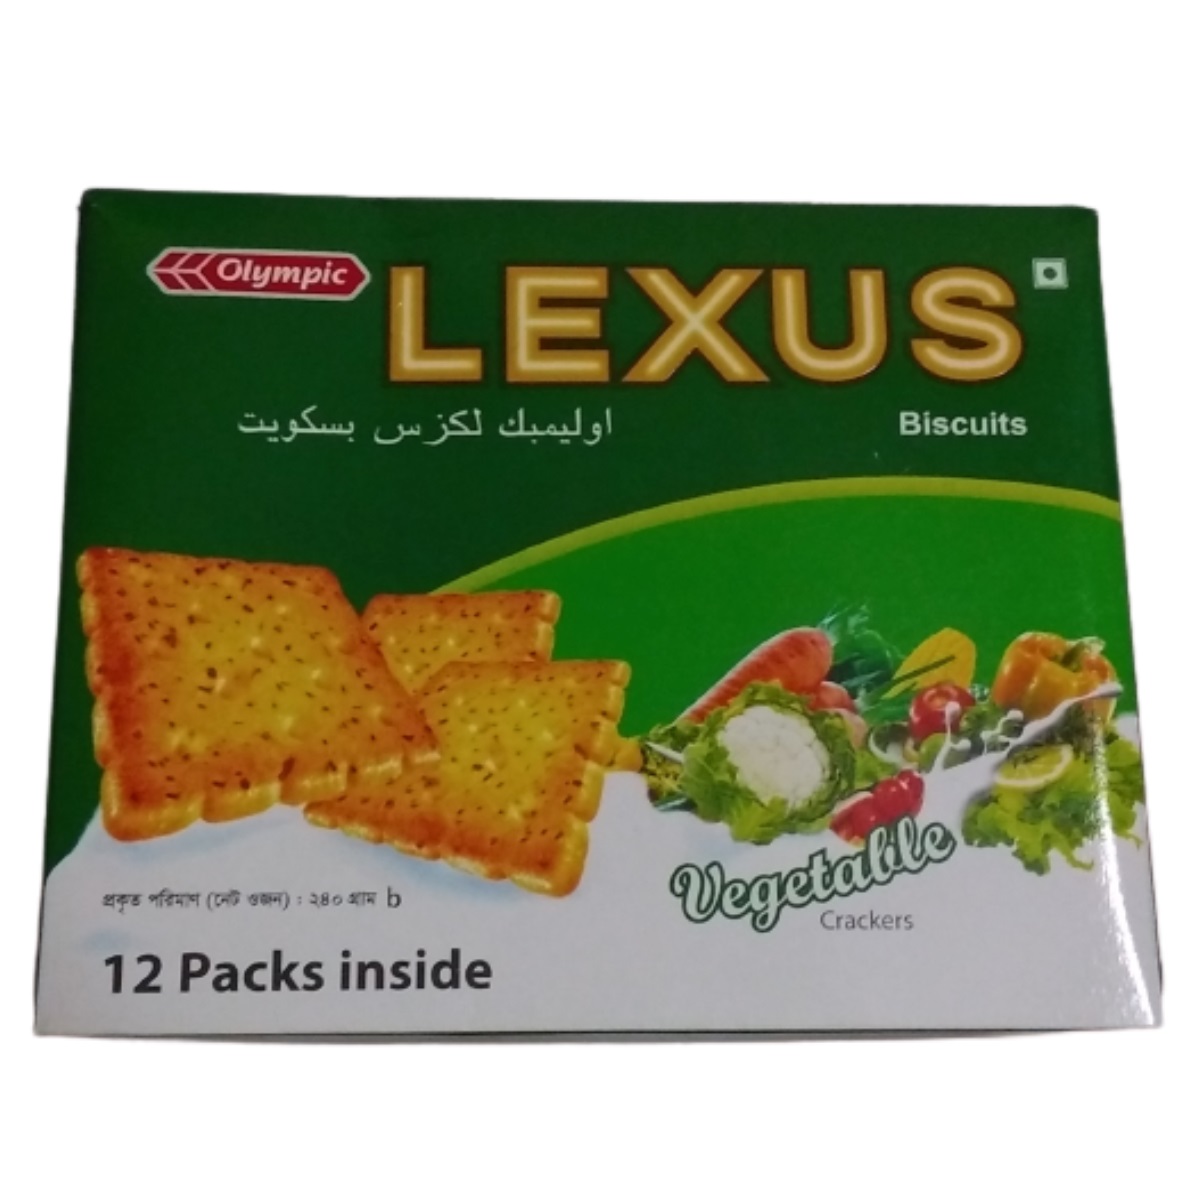 Olympic
LEXUS
اوليمبك لكزس بسكويت
Biscuits
Vegetable
Crackers
প্রকৃত পরিমাণ (নেট ওজন) : ২৪০ গ্রাম b
12 Packs inside